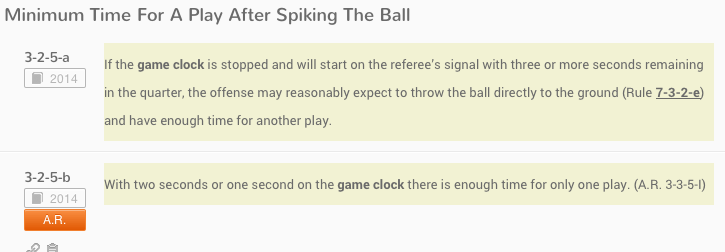 Minimum Time For A Play After Spiking The Ball
3-2-5-a
2014
If the game clock is stopped and will start on the referee's signal with three or more seconds remaining
in the quarter, the offense may reasonably expect to throw the ball directly to the ground (Rule 7-3-2-e)
and have enough time for another play.
3-2-5-b
2014
A.R.
With two seconds or one second on the game clock there is enough time for only one play. (A.R. 3-3-5-I)